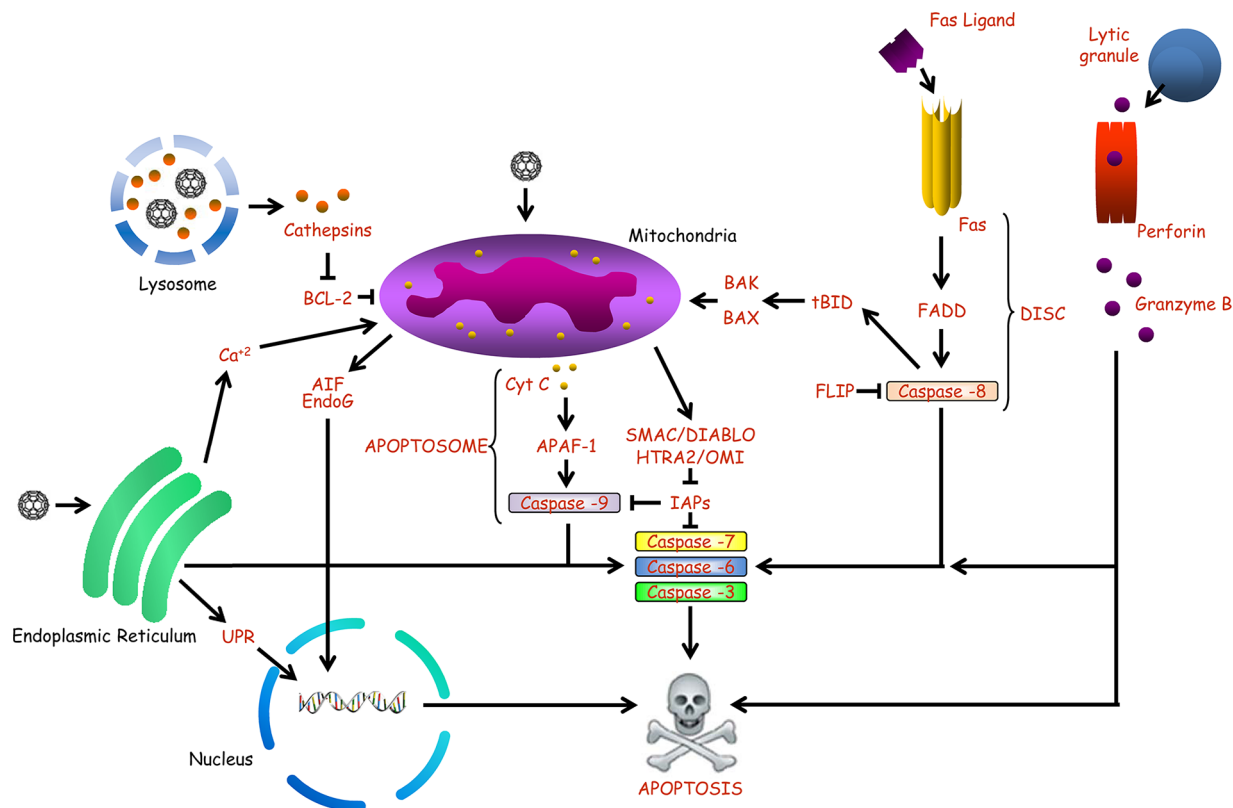 Fas Ligand
Lytic
granule
Cathepsins
Lysosome
Mitochondria
Fas
Perforin
BCL-2
BAK
BAX
tBID
FADD
DISC
Granzyme B
Ca+2
AIF
EndoG
Cyt C
FLIP
Caspase -8
APOPTOSOME
APAF-1
SMAC/DIABLO
HTRA2/OMI
Caspase -9
IAPs
Caspase -7
Caspase -6
Caspase -3
Endoplasmic Reticulum
UPR
Nucleus
APOPTOSIS